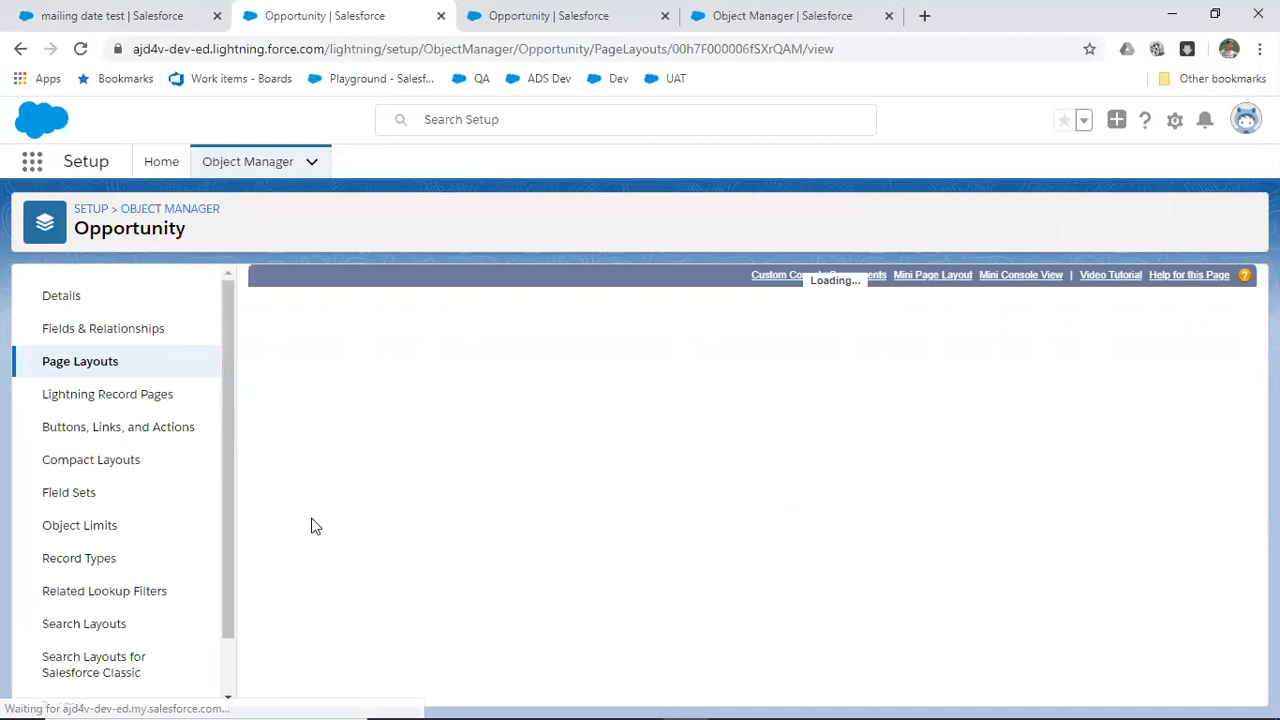 mailing date test | Salesforce
Opportunity | Salesforce
Opportunity | Salesforce
Object Manager | Salesforce
ajd4v-dev-ed.lightning.force.com/lightning/setup/ObjectManager/Opportunity/PageLayouts/00h7F000006fSXrQAM/view
Apps
Bookmarks
Work items - Boards
Playground - Salesf...
QA
ADS Dev
Dev
UAT
Other bookmarks
Search Setup
Setup
Home
Object Manager
SETUP > OBJECT MANAGER
Opportunity
Custom
Mini Page Layout
Mini Console View | Video Tutorial
Help for this Page
Loading...
Details
Fields & Relationships
Page Layouts
Lightning Record Pages
Buttons, Links, and Actions
Compact Layouts
Field Sets
Object Limits
Record Types
Related Lookup Filters
Search Layouts
Search Layouts for
Salesforce Classic
Waiting for ajd4v-dev-ed.my.salesforce.com...